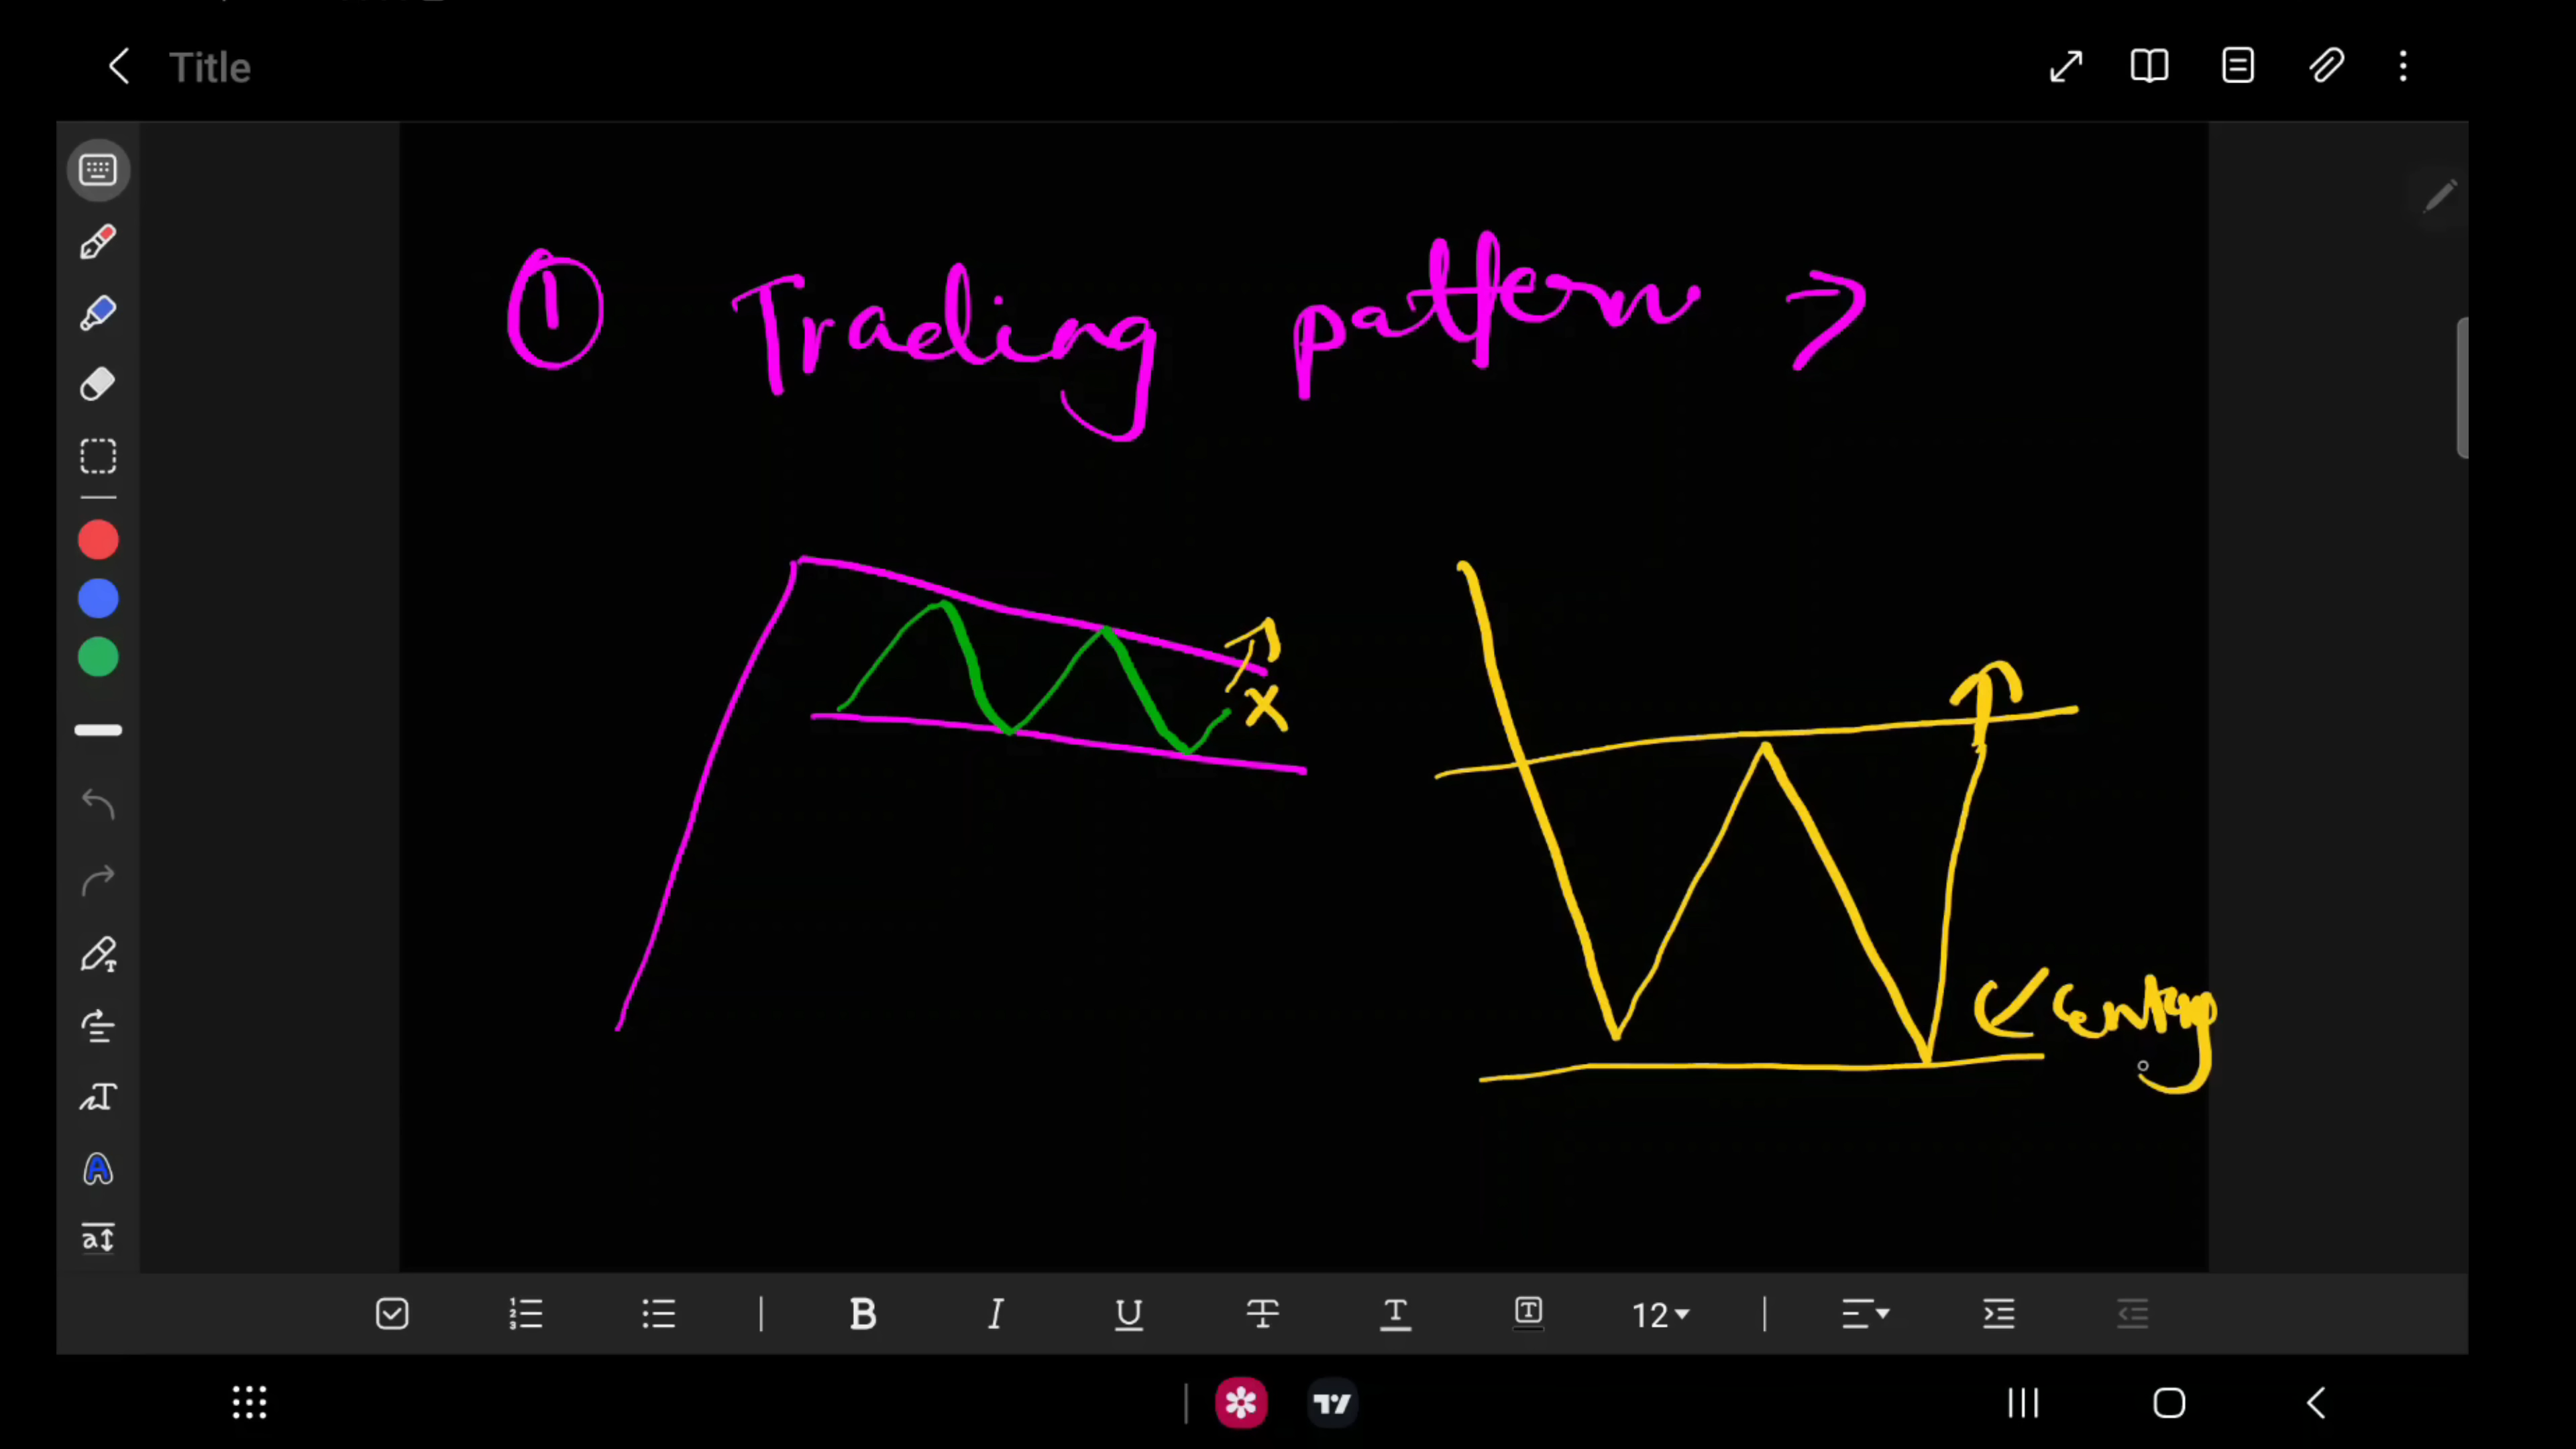 Title
① Trading pattern →
x
← entry
B I U T T T 12